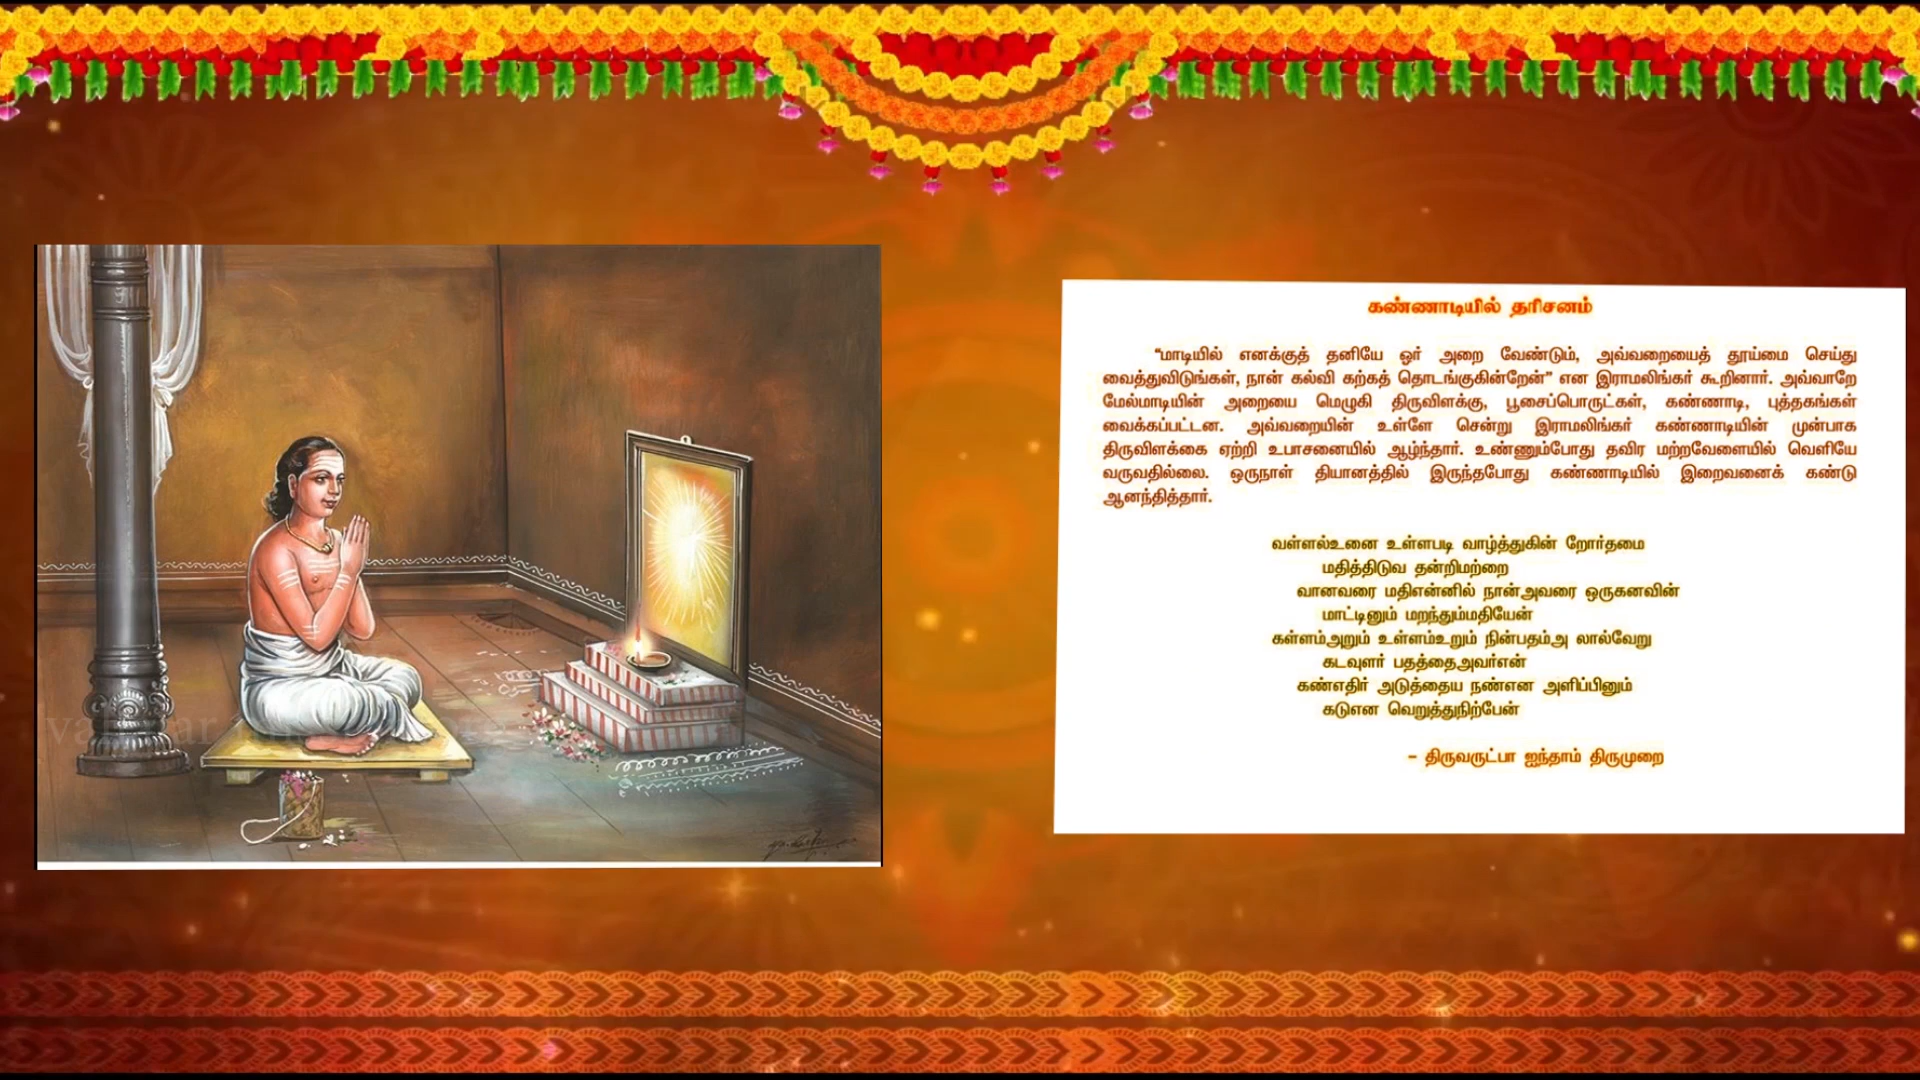 கண்ணாடியில் தரிசனம்
"மாடியில் எனக்குத் தனியே ஓர் அறை வேண்டும், அவ்வறையைத் தூய்மை செய்து
வைத்துவிடுங்கள், நான் கல்வி கற்கத் தொடங்குகின்றேன்" என இராமலிங்கர் கூறினார். அவ்வாறே
மேல்மாடியின் அறையை மெழுகி திருவிளக்கு, பூசைப்பொருட்கள், கண்ணாடி, புத்தகங்கள்
வைக்கப்பட்டன. அவ்வறையின் உள்ளே சென்று இராமலிங்கர் கண்ணாடியின் முன்பாக
திருவிளக்கை ஏற்றி உபாசனையில் ஆழ்ந்தார். உண்ணும்போது தவிர மற்றவேளையில் வெளியே
வருவதில்லை. ஒருநாள் தியானத்தில் இருந்தபோது கண்ணாடியில் இறைவனைக் கண்டு
ஆனந்தித்தார்.
வள்ளல்உனை உள்ளபடி வாழ்த்துகின் றோர்தமை
மதித்திடுவ தன்றிமற்றை
வானவரை மதிஎன்னில் நான்அவரை ஒருகனவின்
மாட்டினும் மறந்தும்மதியேன்
கள்ளம்அறும் உள்ளம்உறும் நின்பதம்அ லால்வேறு
கடவுளர் பதத்தைஅவர்என்
கண்எதிர் அடுத்தைய நண்என அளிப்பினும்
கடுஎன வெறுத்துநிற்பேன்
– திருவருட்பா ஐந்தாம் திருமுறை